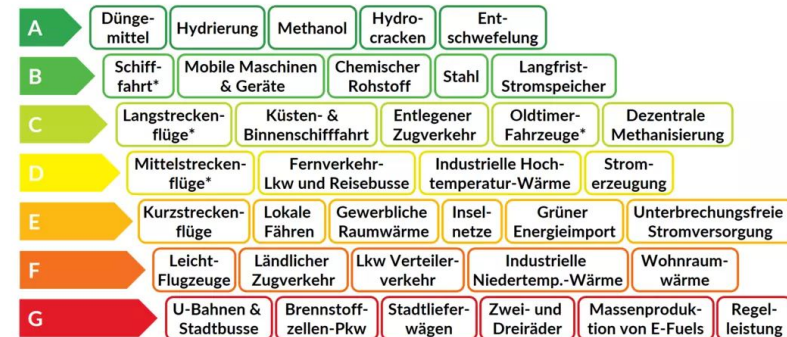 A Dünge- Hydrierung Methanol Hydro- Ent-
mittel cracken schwefelung
B Schiff- Mobile Maschinen Chemischer Stahl Langfrist-
fahrt* & Geräte Rohstoff Stromspeicher
C Langstrecken- Küsten- & Entlegener Oldtimer- Dezentrale
flüge* Binnenschifffahrt Zugverkehr Fahrzeuge* Methanisierung
D Mittelstrecken- Fernverkehr- Industrielle Hoch- Strom-
flüge* Lkw und Reisebusse temperatur-Wärme erzeugung
E Kurzstrecken- Lokale Gewerbliche Insel- Grüner Unterbrechungsfreie
flüge Fähren Raumwärme netze Energieimport Stromversorgung
F Leicht- Ländlicher Lkw Verteiler- Industrielle Wohnraum-
Flugzeuge Zugverkehr verkehr Niedertemp.-Wärme wärme
G U-Bahnen & Brennstoff- Stadtliefer- Zwei- und Massenproduk- Regel-
Stadtbusse zellen-Pkw wägen Dreiräder tion von E-Fuels leistung